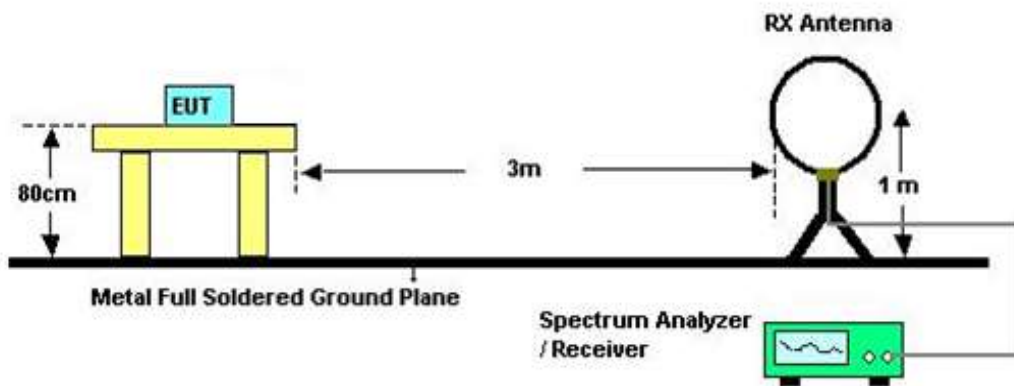 RX Antenna
EUT
80cm
3m
1 m
Metal Full Soldered Ground Plane
Spectrum Analyzer
/ Receiver